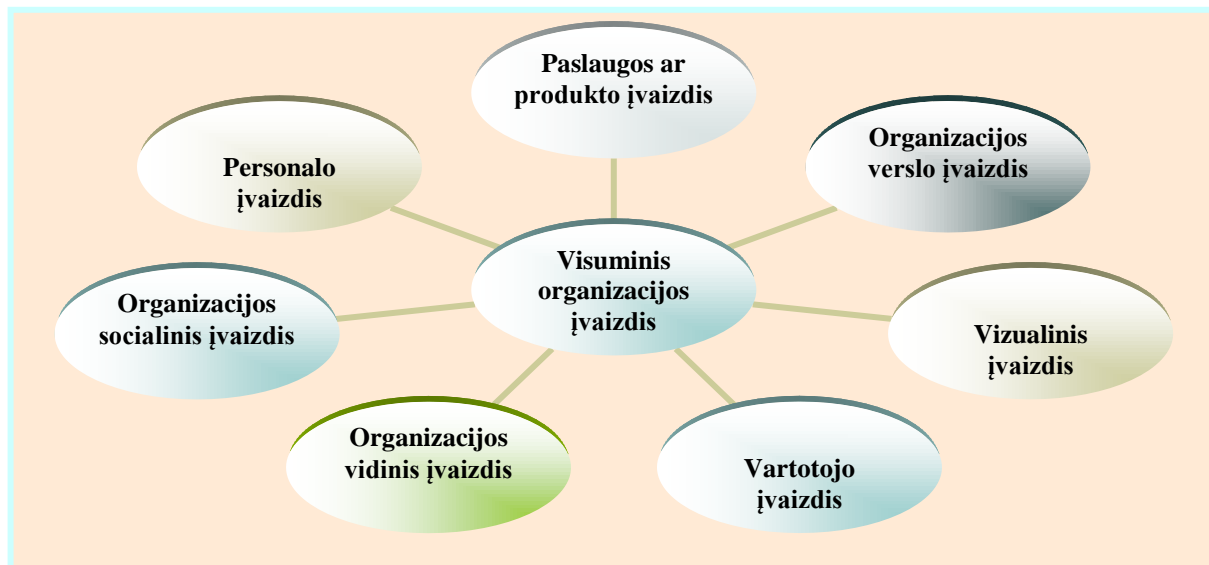 Paslaugos ar
produkto įvaizdis
Organizacijos
verslo įvaizdis
Personalo
įvaizdis
Visuminis
organizacijos
įvaizdis
Organizacijos
socialinis įvaizdis
Vizualinis
įvaizdis
Organizacijos
vidinis įvaizdis
Vartotojo
įvaizdis